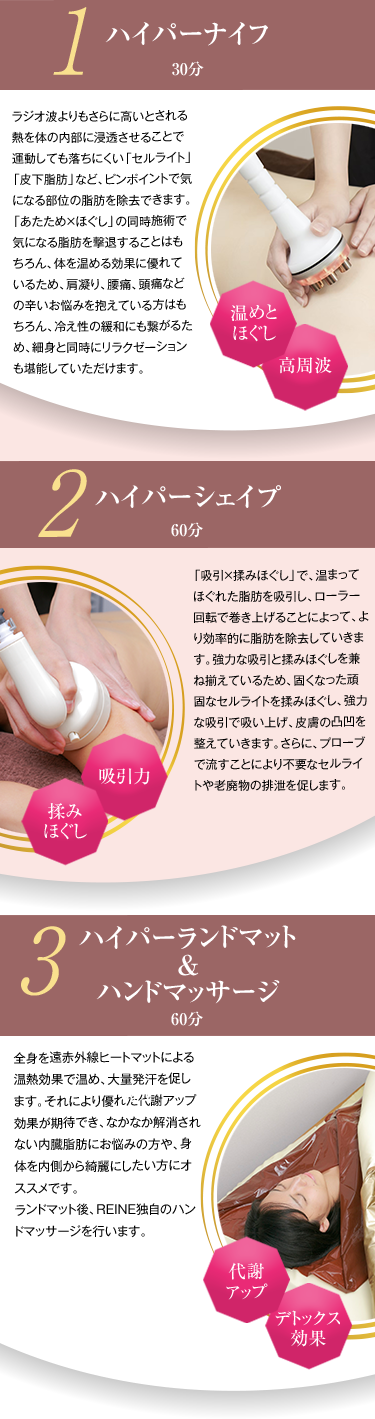 1
ハイパーナイフ
30分
ラジオ波よりもさらに高いとされる
熱を体の内部に浸透させることで
運動しても落ちにくい「セルライト」
「皮下脂肪」など、ピンポイントで気
になる部位の脂肪を除去できます。
「あたため×ほぐし」の同時施術で
気になる脂肪を撃退することはも
ちろん、体を温める効果に優れて
いるため、肩凝り、腰痛、頭痛など
の辛いお悩みを抱えている方はも
ちろん、冷え性の緩和にも繋がるた
め、細身と同時にリラクゼーション
も堪能していただけます。
温めと
ほぐし
高周波
2
ハイパーシェイプ
60分
「吸引×揉みほぐし」で、温まって
ほぐれた脂肪を吸引し、ローラー
回転で巻き上げることによって、よ
り効率的に脂肪を除去していきま
す。強力な吸引と揉みほぐしを兼
ね揃えているため、固くなった頑
固なセルライトを揉みほぐし、強力
な吸引で吸い上げ、皮膚の凸凹を
整えていきます。さらに、プローブ
で流すことにより不要なセルライ
トや老廃物の排泄を促します。
吸引力
揉み
ほぐし
3
ハイパーランドマット
&
ハンドマッサージ
60分
全身を遠赤外線ヒートマットによる
温熱効果で温め、大量発汗を促し
ます。それにより優れた代謝アップ
効果が期待でき、なかなか解消され
ない内臓脂肪にお悩みの方や、身
体を内側から綺麗にしたい方にオ
ススメです。
ランドマット後、REINE独自のハン
ドマッサージを行います。
代謝
アップ
デトックス
効果